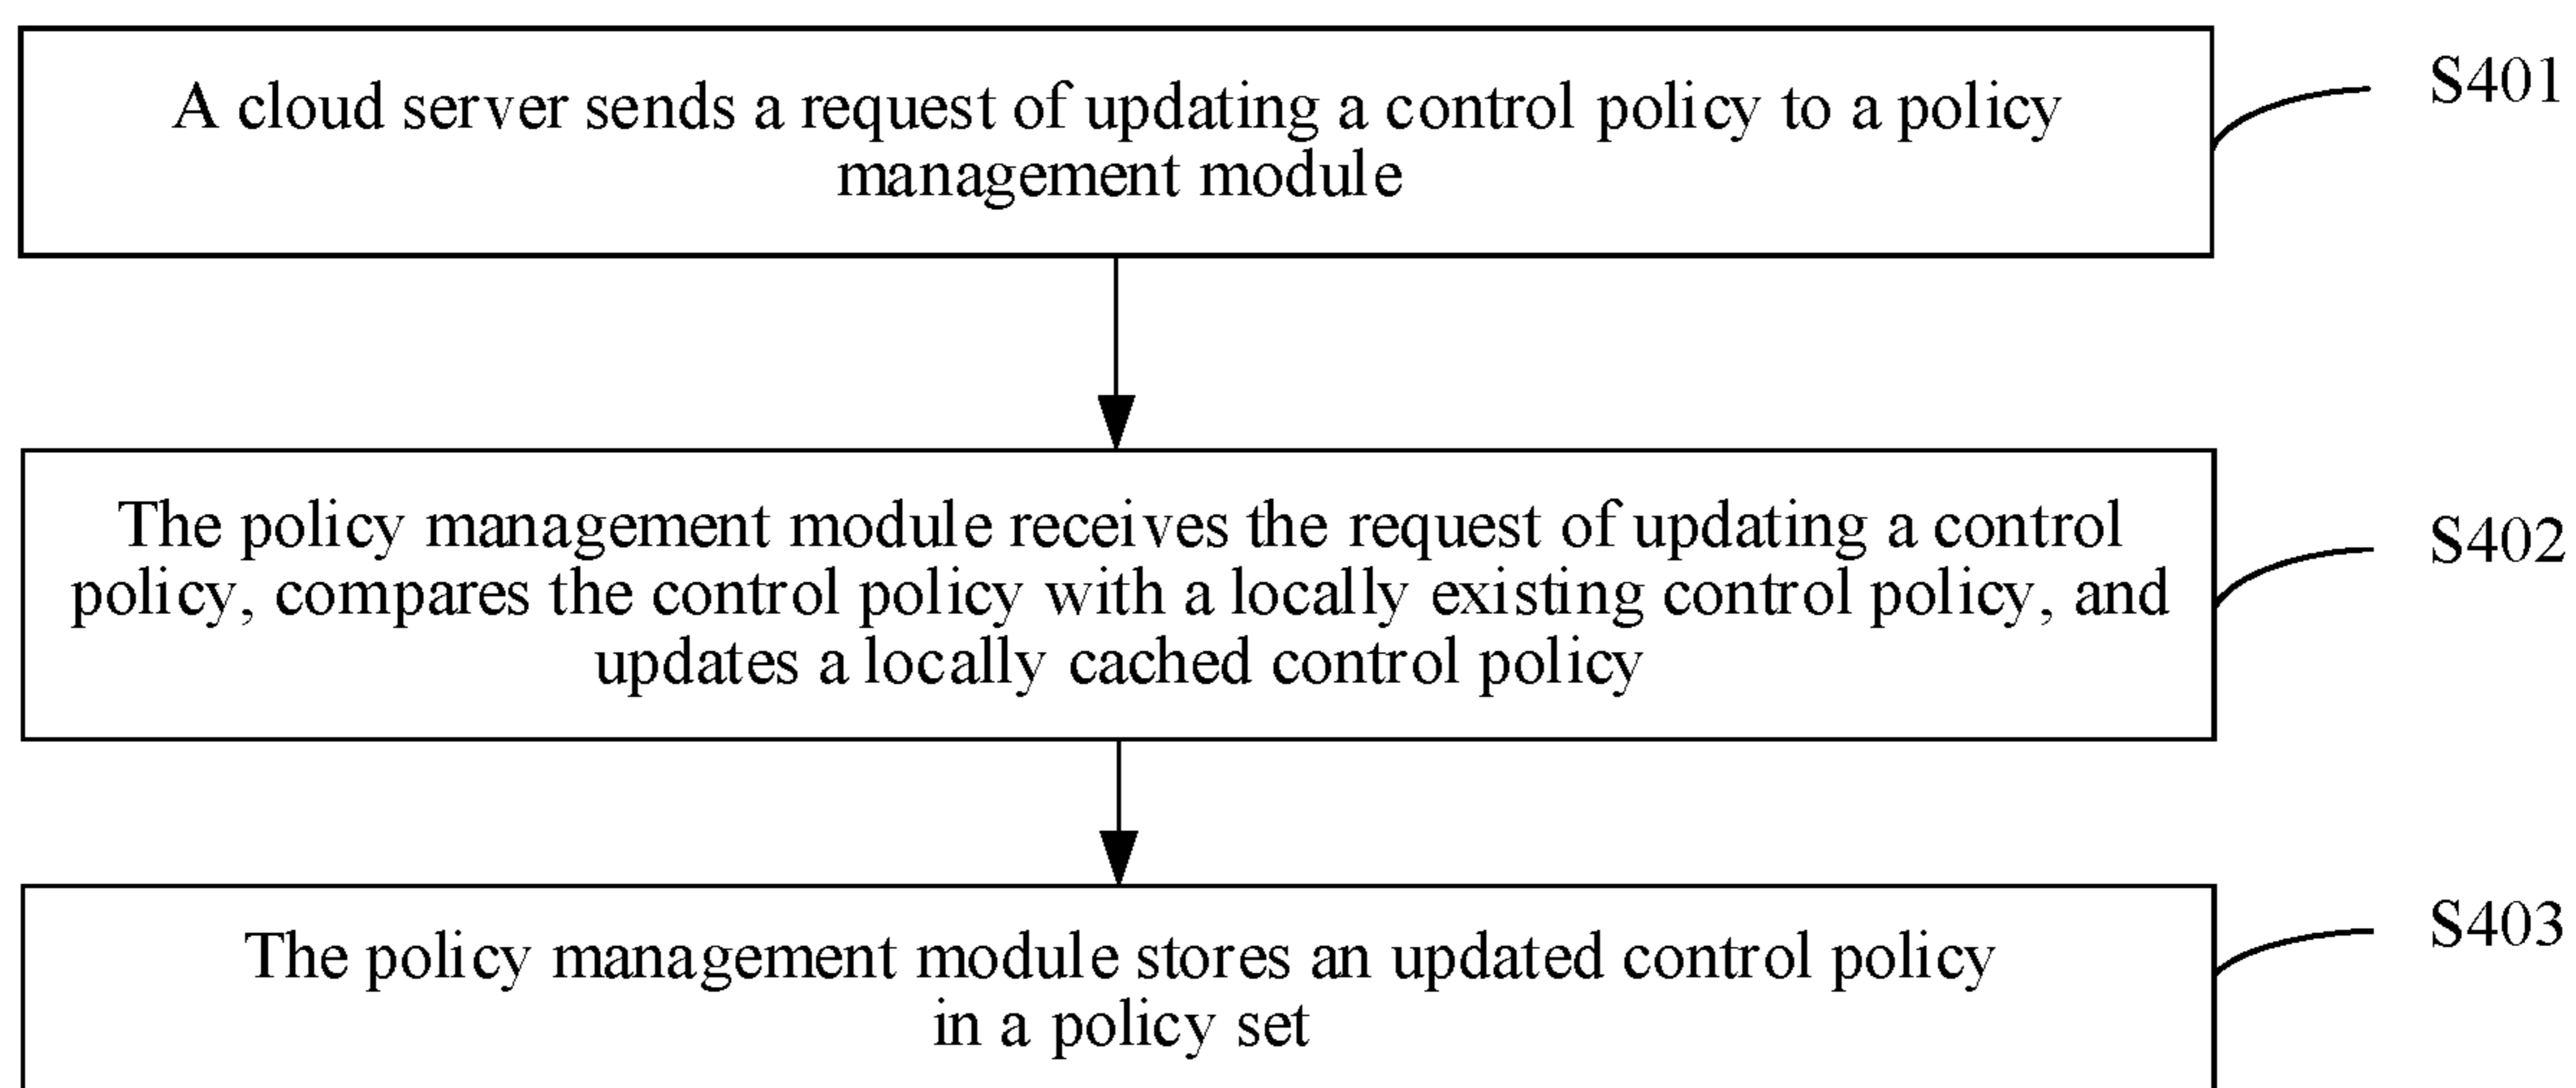 A cloud server sends a request of updating a control policy to a policy
management module
S401
The policy management module receives the request of updating a control
policy, compares the control policy with a locally existing control policy, and
updates a locally cached control policy
S402
The policy management module stores an updated control policy
in a policy set
S403